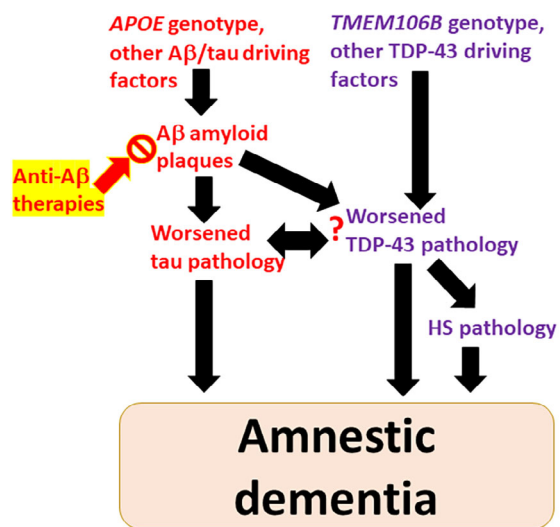 APOE genotype,
other Aβ/tau driving
factors
TMEM106B genotype,
other TDP-43 driving
factors
Aβ amyloid
plaques
Anti-Aβ
therapies
Worsened
tau pathology
?
Worsened
TDP-43 pathology
HS pathology
Amnestic
dementia